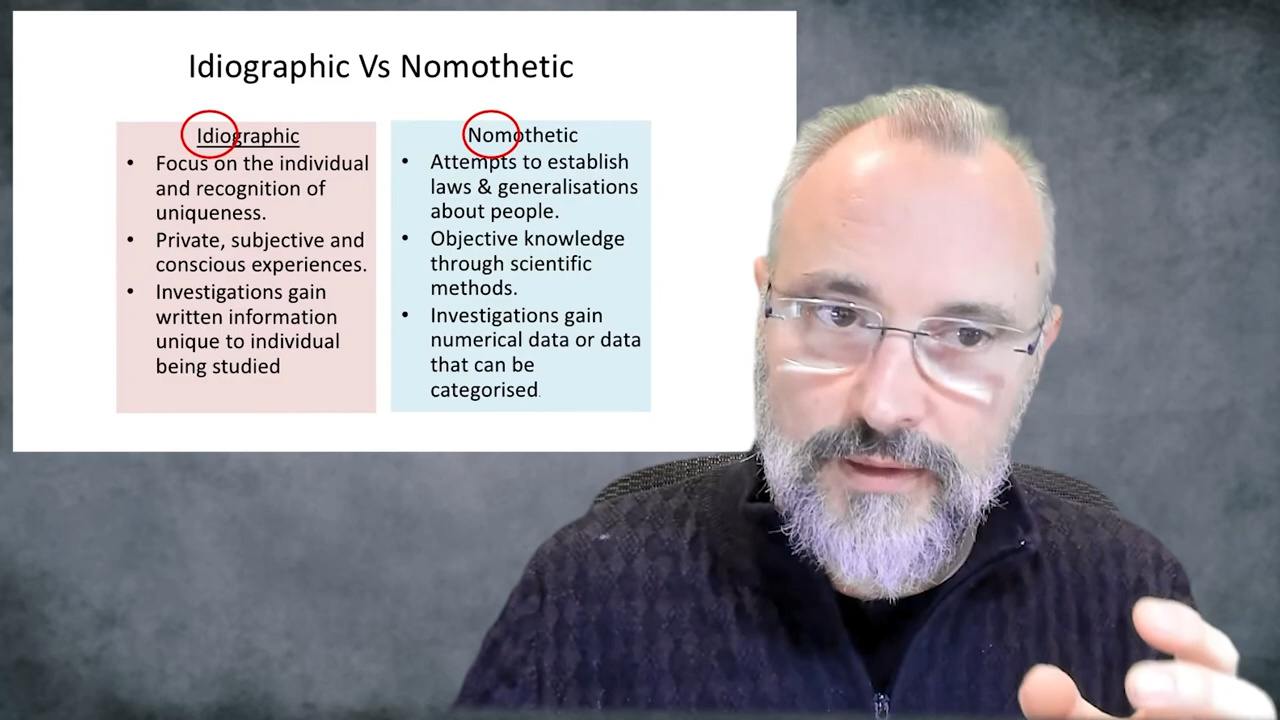 Idiographic Vs Nomothetic
Idiographic
• Focus on the individual
and recognition of
uniqueness.
• Private, subjective and
conscious experiences.
• Investigations gain
written information
unique to individual
being studied
Nomothetic
• Attempts to establish
laws & generalisations
about people.
• Objective knowledge
through scientific
methods.
• Investigations gain
numerical data or data
that can be
categorised.